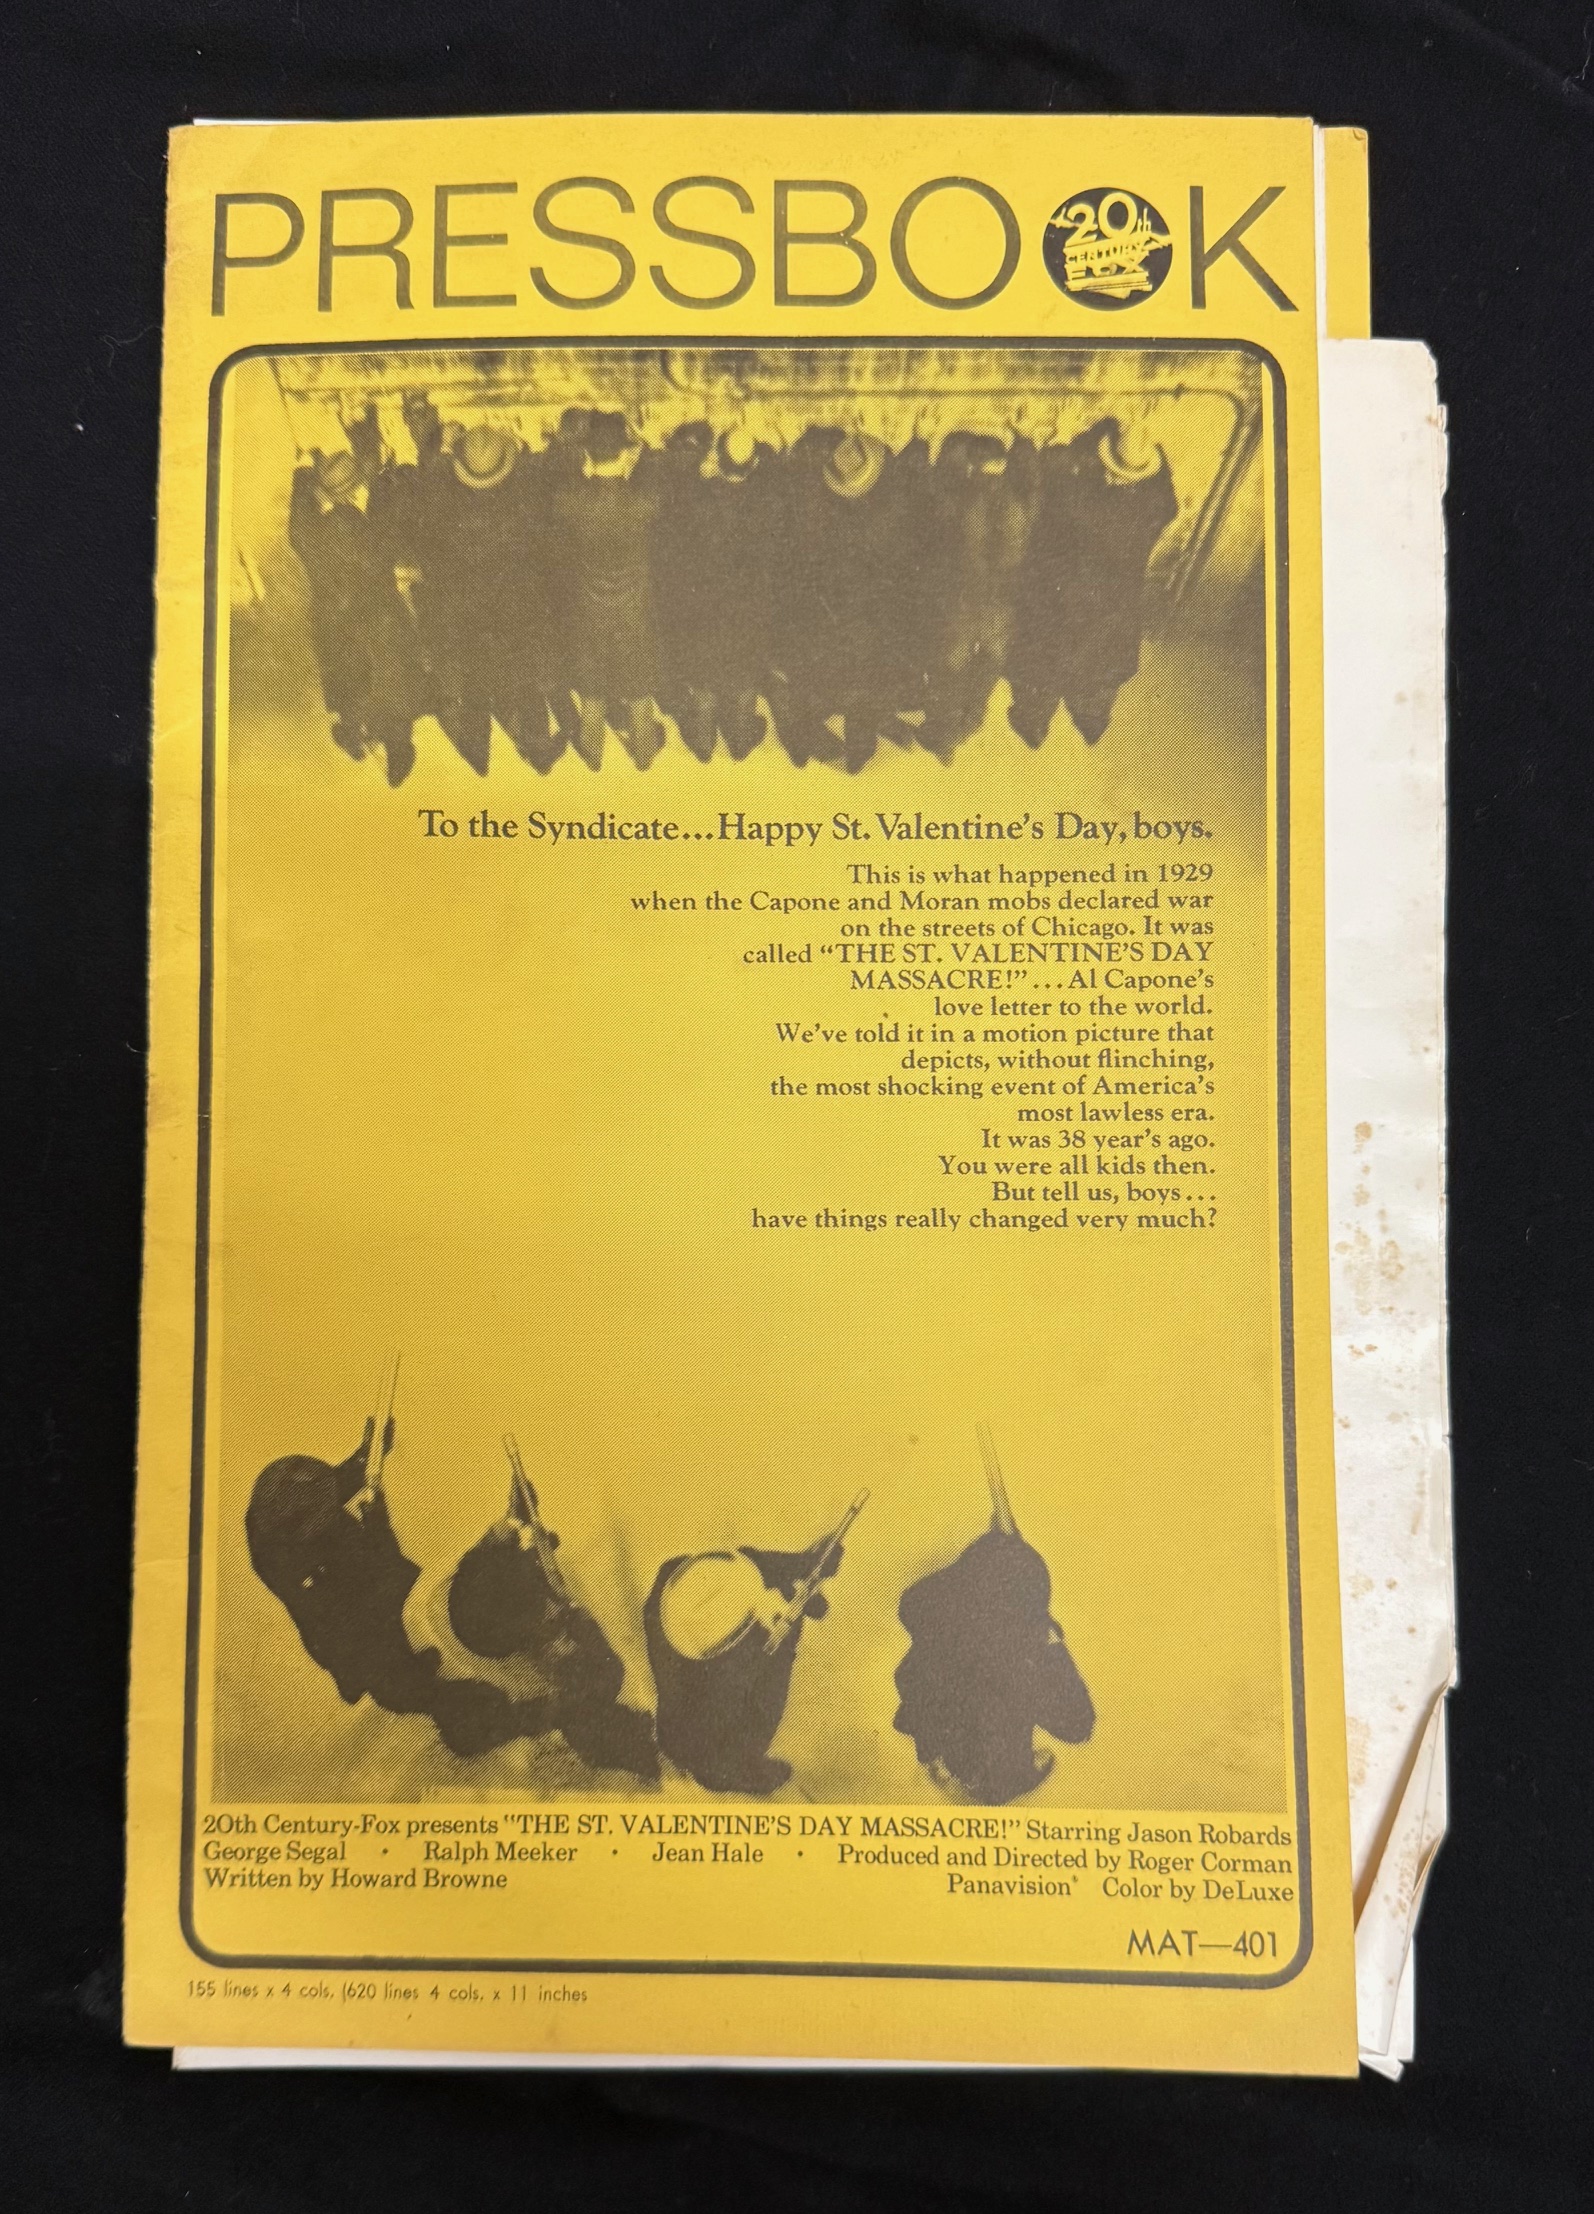 PRESSBOOK
20th
CENTURY
FOX
To the Syndicate...Happy St. Valentine's Day, boys.
This is what happened in 1929
when the Capone and Moran mobs declared war
on the streets of Chicago. It was
called “THE ST. VALENTINE'S DAY
MASSACRE!”...Al Capone's
love letter to the world.
We've told it in a motion picture that
depicts, without flinching,
the most shocking event of America's
most lawless era.
It was 38 year's ago.
You were all kids then.
But tell us, boys...
have things really changed very much?
20th Century-Fox presents “THE ST. VALENTINE'S DAY MASSACRE!” Starring Jason Robards
George Segal • Ralph Meeker • Jean Hale • Produced and Directed by Roger Corman
Written by Howard Browne Panavision® Color by DeLuxe
MAT—401
155 lines x 4 cols. (620 lines 4 cols. x 11 inches